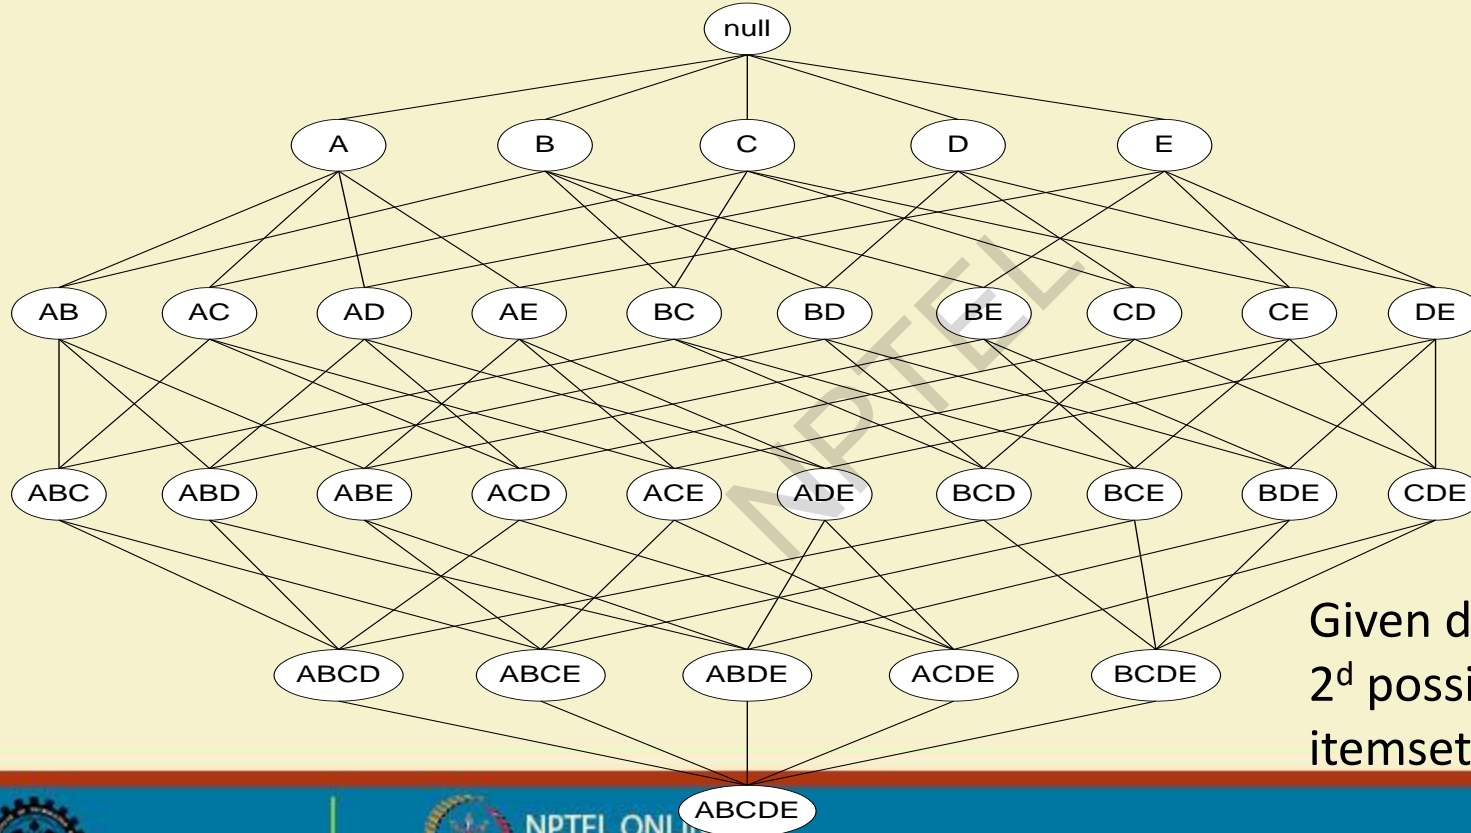 null
A B C D E
AB AC AD AE BC BD BE CD CE DE
ABC ABD ABE ACD ACE ADE BCD BCE BDE CDE
NPTEL
Given d
2^d possi
itemset
ABCD ABCE ABDE ACDE BCDE
ABCDE
NPTEL ONLI